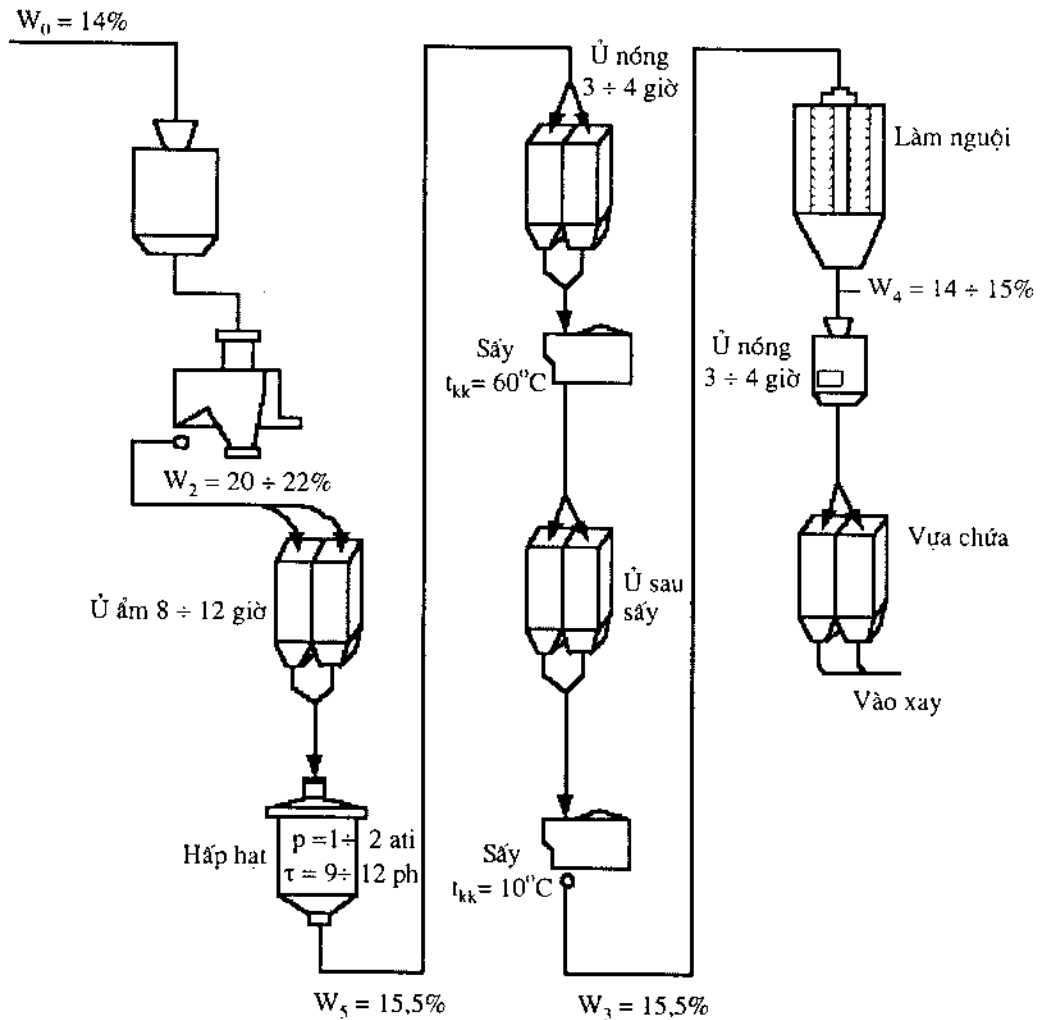 W₀ = 14%
W₂ = 20 ÷ 22%
Ủ ẩm 8 ÷ 12 giờ
Hấp hạt
p = 1 ÷ 2 ati
τ = 9 ÷ 12 ph
W₅ = 15,5%
Ủ nóng
3 ÷ 4 giờ
Sấy
tₖₖ = 60°C
Ủ sau
sấy
Sấy
tₖₖ = 10°C
W₃ = 15,5%
Làm nguội
W₄ = 14 ÷ 15%
Ủ nóng
3 ÷ 4 giờ
Vựa chứa
Vào xay